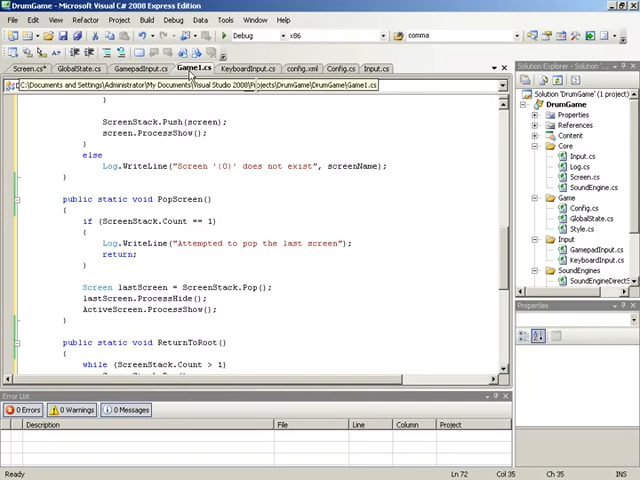 DrumGame - Microsoft Visual C# 2008 Express Edition
File Edit View Refactor Project Build Debug Data Tools Window Help
Debug x86 comma
Screen.cs* GlobalState.cs GamepadInput.cs Game1.cs KeyboardInput.cs config.xml Config.cs Input.cs
C:\Documents and Settings\Administrator\My Documents\Visual Studio 2008\Projects\DrumGame\DrumGame\Game1.cs
}
ScreenStack.Push(screen);
screen.ProcessShow();
}
else
Log.WriteLine("Screen '{0}' does not exist", screenName);
}
public static void PopScreen()
{
if (ScreenStack.Count == 1)
{
Log.WriteLine("Attempted to pop the last screen");
return;
}
Screen lastScreen = ScreenStack.Pop();
lastScreen.ProcessHide();
ActiveScreen.ProcessShow();
}
public static void ReturnToRoot()
{
while (ScreenStack.Count > 1)
Solution Explorer
Solution 'DrumGame' (1 project)
DrumGame
Properties
References
Content
Core
Input.cs
Log.cs
Screen.cs
SoundEngine.cs
Game
Config.cs
GlobalState.cs
Style.cs
Input
GamepadInput.cs
KeyboardInput.cs
SoundEngines
SoundEngineDirectS
Properties
Error List
0 Errors 0 Warnings 0 Messages
Description File Line Column Project
Ready Ln 72 Col 35 Ch 35